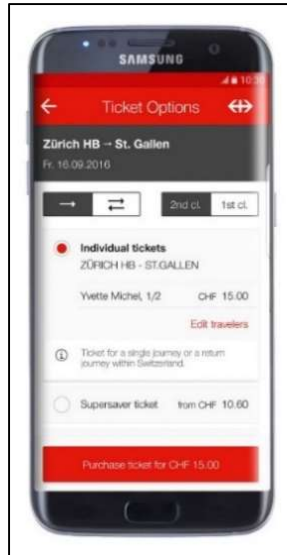 SAMSUNG
10:30
Ticket Options
Zürich HB → St. Gallen
Fr. 16.09.2016
2nd cl. 1st cl.
Individual tickets
ZÜRICH HB - ST.GALLEN
Yvette Michel, 1/2 CHF 15.00
Edit travelers
Ticket for a single journey or a return
journey within Switzerland.
Supersaver ticket from CHF 10.60
Purchase ticket for CHF 15.00